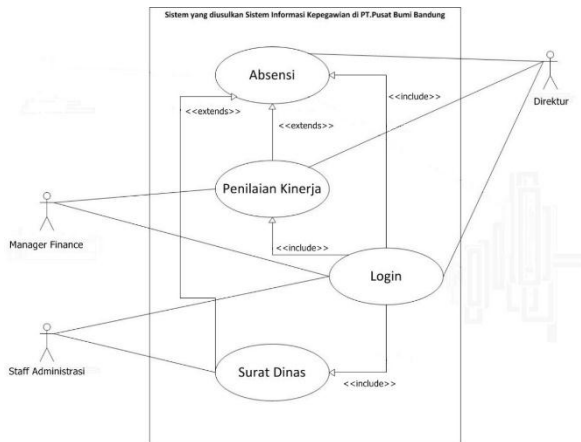 Sistem yang diusulkan Sistem Informasi Kepegawian di PT.Pusat Bumi Bandung
Absensi
<<include>>
Direktur
<<extends>>
<<extends>>
Penilaian Kinerja
Manager Finance
<<include>>
Login
Staff Administrasi
Surat Dinas
<<include>>